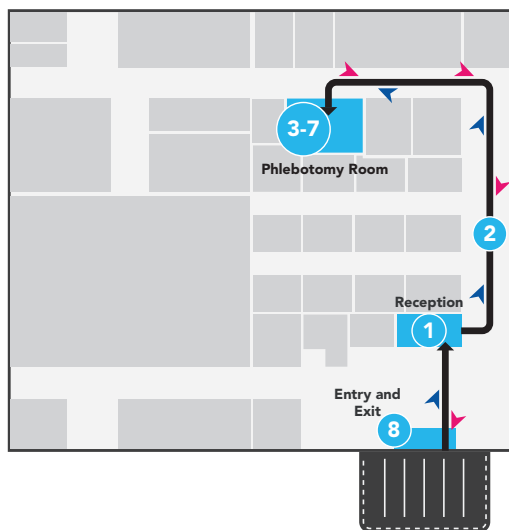 3-7
Phlebotomy Room
2
Reception
1
Entry and
Exit
8